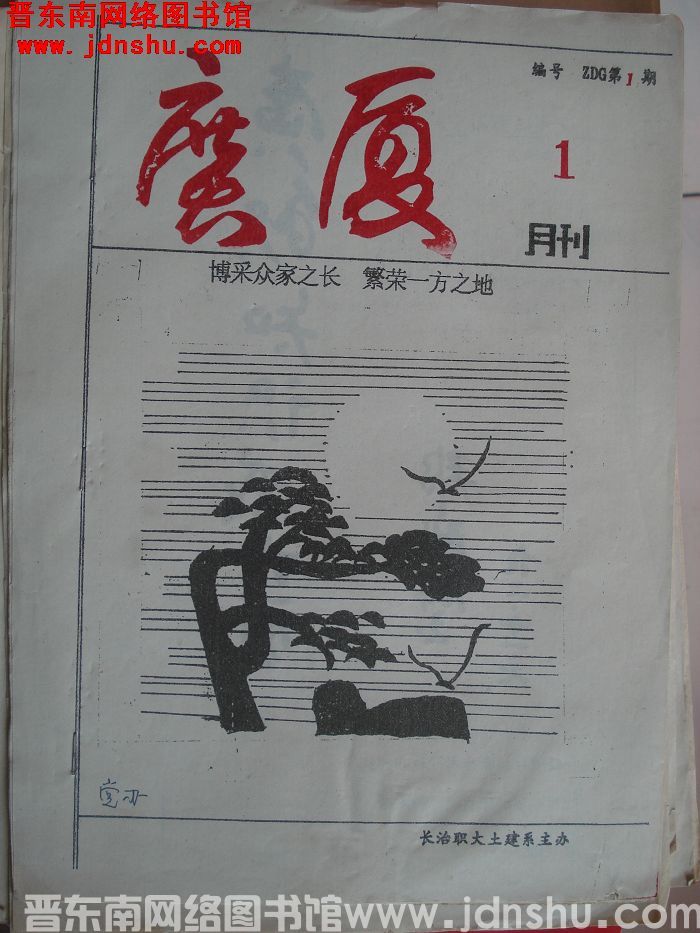 晋东南网络图书馆
www.jdnshu.com
编号 ZDG第1期
廣厦
1
月刊
博采众家之长 繁荣一方之地
党办
长治职大土建系主办
晋东南网络图书馆www.jdnshu.com